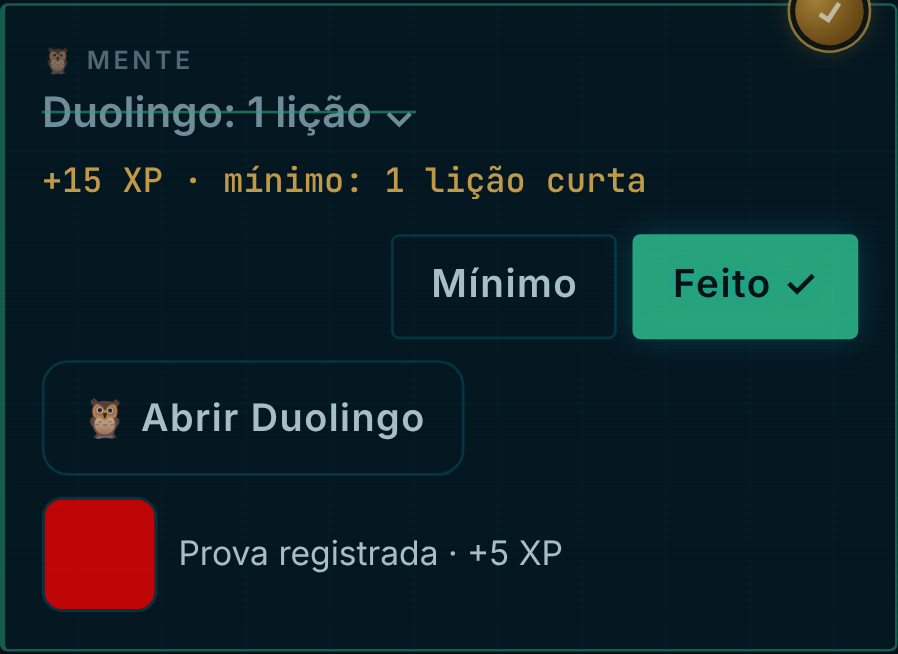 MENTE
Duolingo: 1 lição
+15 XP · mínimo: 1 lição curta
Mínimo
Feito ✓
Abrir Duolingo
Prova registrada · +5 XP